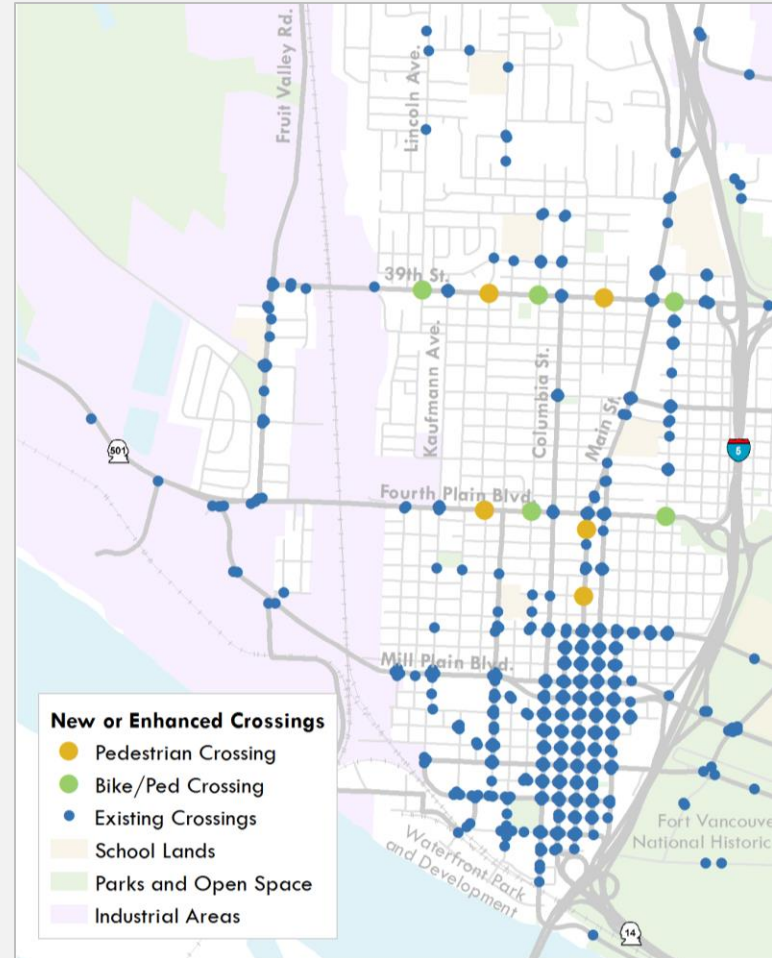 Fruit Valley Rd.
Lincoln Ave.
39th St.
Kaufmann Ave.
Columbia St.
Main St.
501
5
Fourth Plain Blvd.
Mill Plain Blvd.
New or Enhanced Crossings
Pedestrian Crossing
Bike/Ped Crossing
Existing Crossings
School Lands
Parks and Open Space
Industrial Areas
Waterfront Park
and Development
Fort Vancouve
National Historic
14